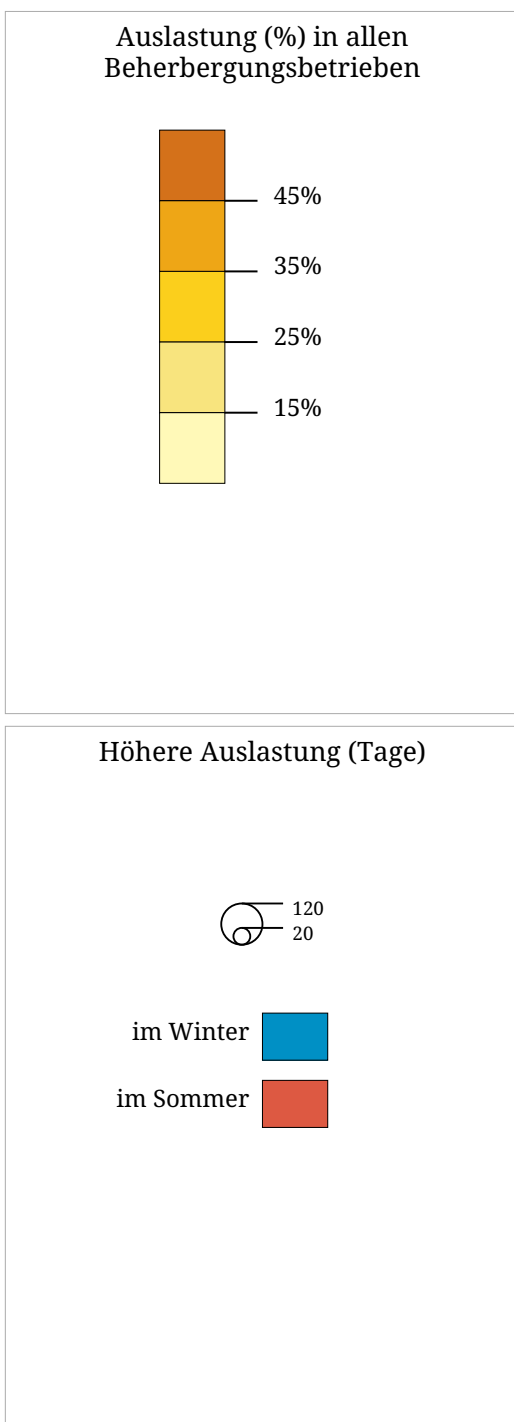 Auslastung (%) in allen
Beherbergungsbetrieben
45%
35%
25%
15%
Höhere Auslastung (Tage)
120
20
im Winter
im Sommer